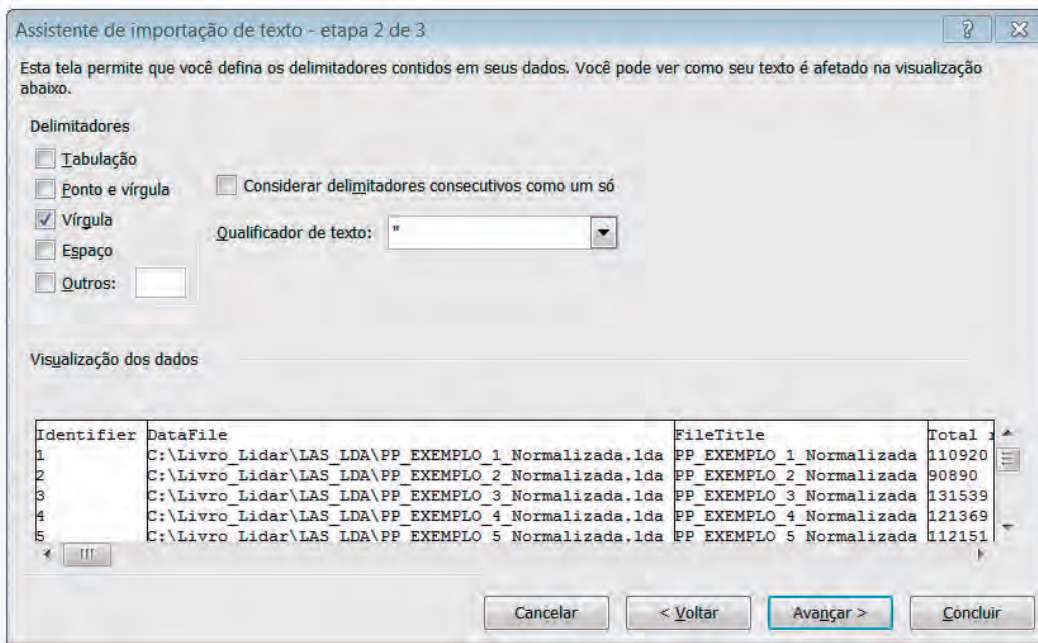 Assistente de importação de texto - etapa 2 de 3
Esta tela permite que você defina os delimitadores contidos em seus dados. Você pode ver como seu texto é afetado na visualização
abaixo.
Delimitadores
Tabulação
Ponto e vírgula
Considerar delimitadores consecutivos como um só
Vírgula
Qualificador de texto: "
Espaço
Outros:
Visualização dos dados
Identifier DataFile FileTitle Total
1 C:\Livro_Lidar\LAS_LDA\PP_EXEMPLO_1_Normalizada.lda PP_EXEMPLO_1_Normalizada 110920
2 C:\Livro_Lidar\LAS_LDA\PP_EXEMPLO_2_Normalizada.lda PP_EXEMPLO_2_Normalizada 90890
3 C:\Livro_Lidar\LAS_LDA\PP_EXEMPLO_3_Normalizada.lda PP_EXEMPLO_3_Normalizada 131539
4 C:\Livro_Lidar\LAS_LDA\PP_EXEMPLO_4_Normalizada.lda PP_EXEMPLO_4_Normalizada 121369
5 C:\Livro_Lidar\LAS_LDA\PP_EXEMPLO_5_Normalizada.lda PP_EXEMPLO_5_Normalizada 112151
Cancelar < Voltar Avançar > Concluir